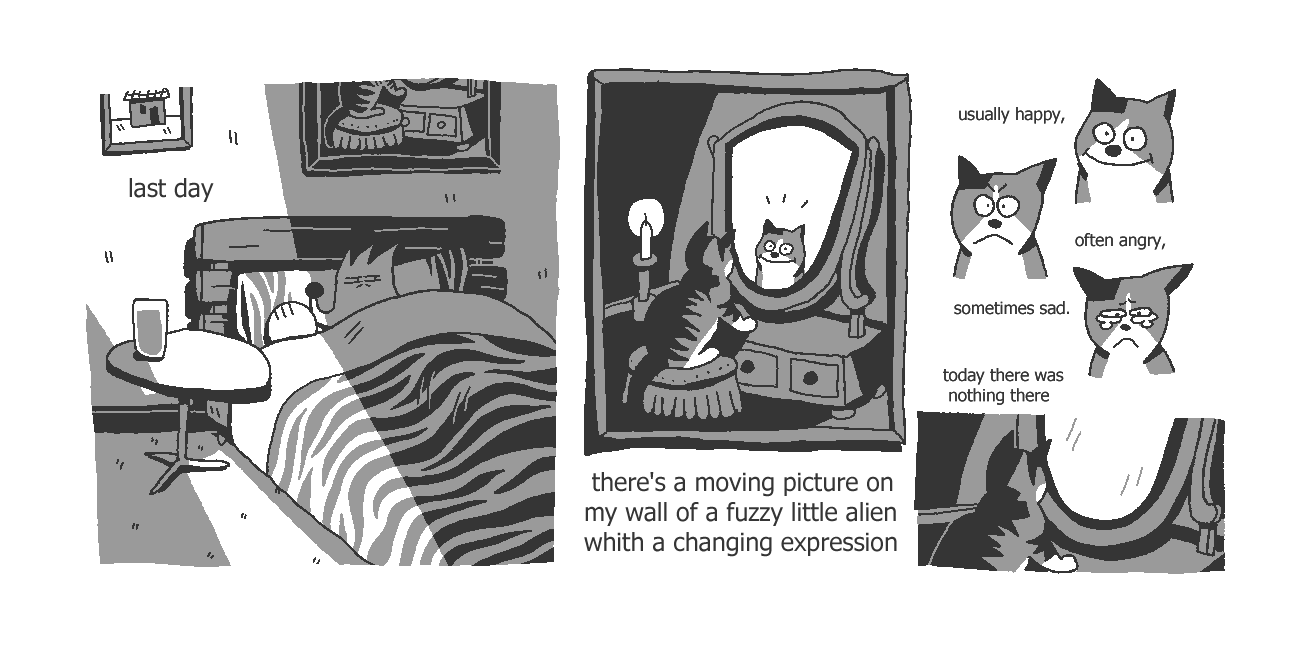 last day
there's a moving picture on
my wall of a fuzzy little alien
whith a changing expression
usually happy,
often angry,
sometimes sad.
today there was
nothing there